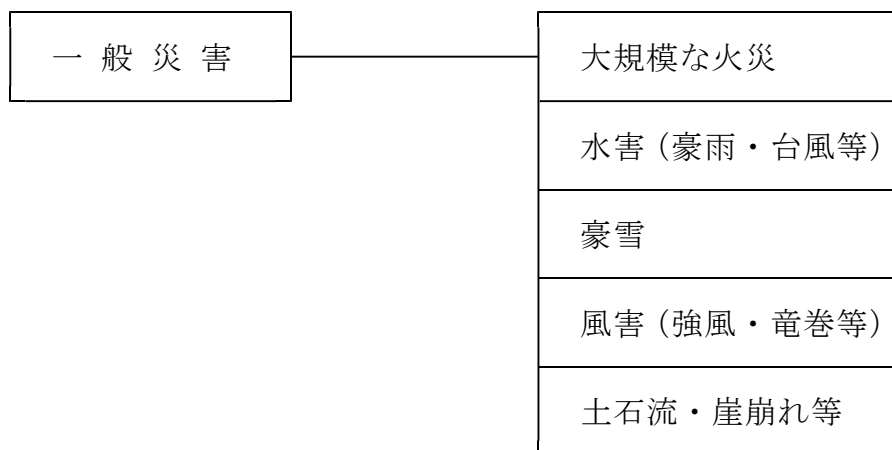 一般災害
大規模な火災
水害（豪雨・台風等）
豪雪
風害（強風・竜巻等）
土石流・崖崩れ等